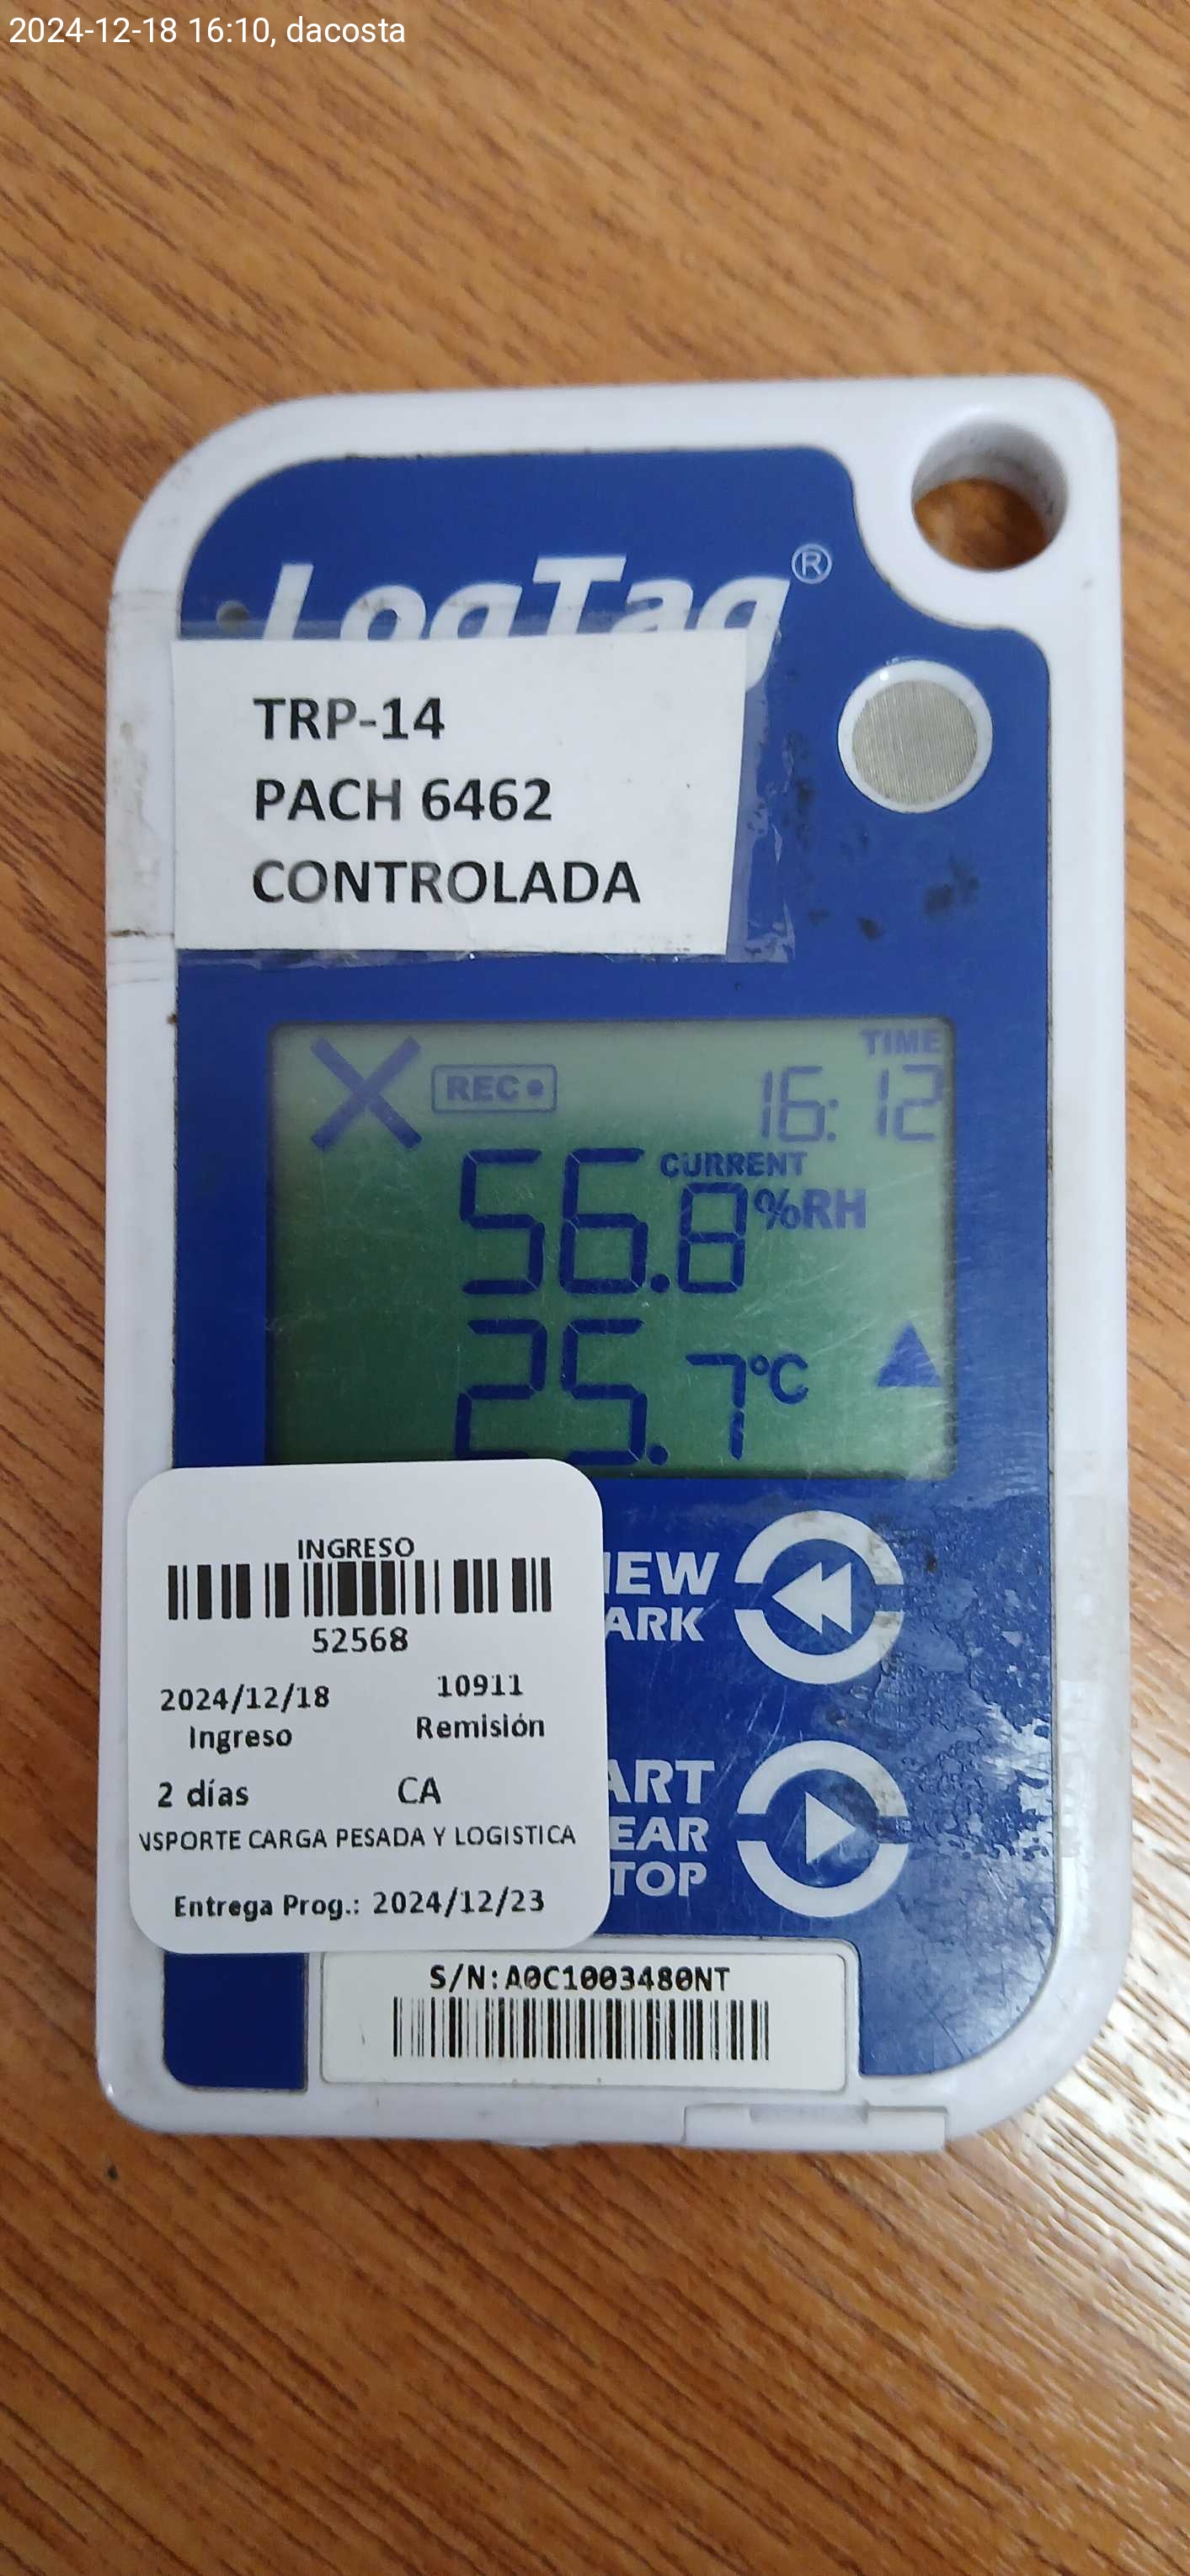 2024-12-18 16:10, dacosta
LogTag®
TRP-14
PACH 6462
CONTROLADA
TIME
REC
16:12
CURRENT
56.8%RH
25.7°C
INGRESO
52568
2024/12/18 10911
Ingreso Remisión
2 días CA
NSPORTE CARGA PESADA Y LOGISTICA
Entrega Prog.: 2024/12/23
IEW
ARK
ART
EAR
TOP
S/N:A0C1003480NT